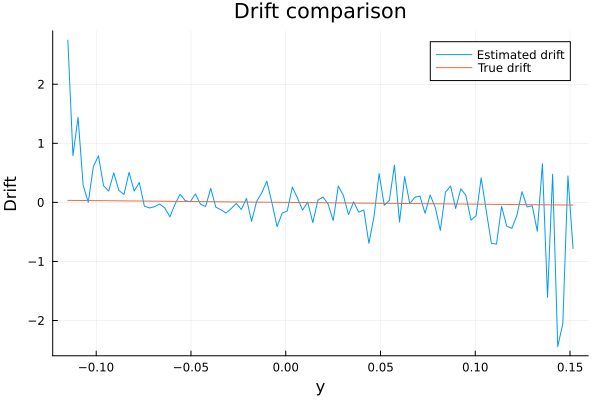 Drift comparison
Estimated drift
True drift
2
1
0
−1
−2
Drift
−0.10
−0.05
0.00
0.05
0.10
0.15
y